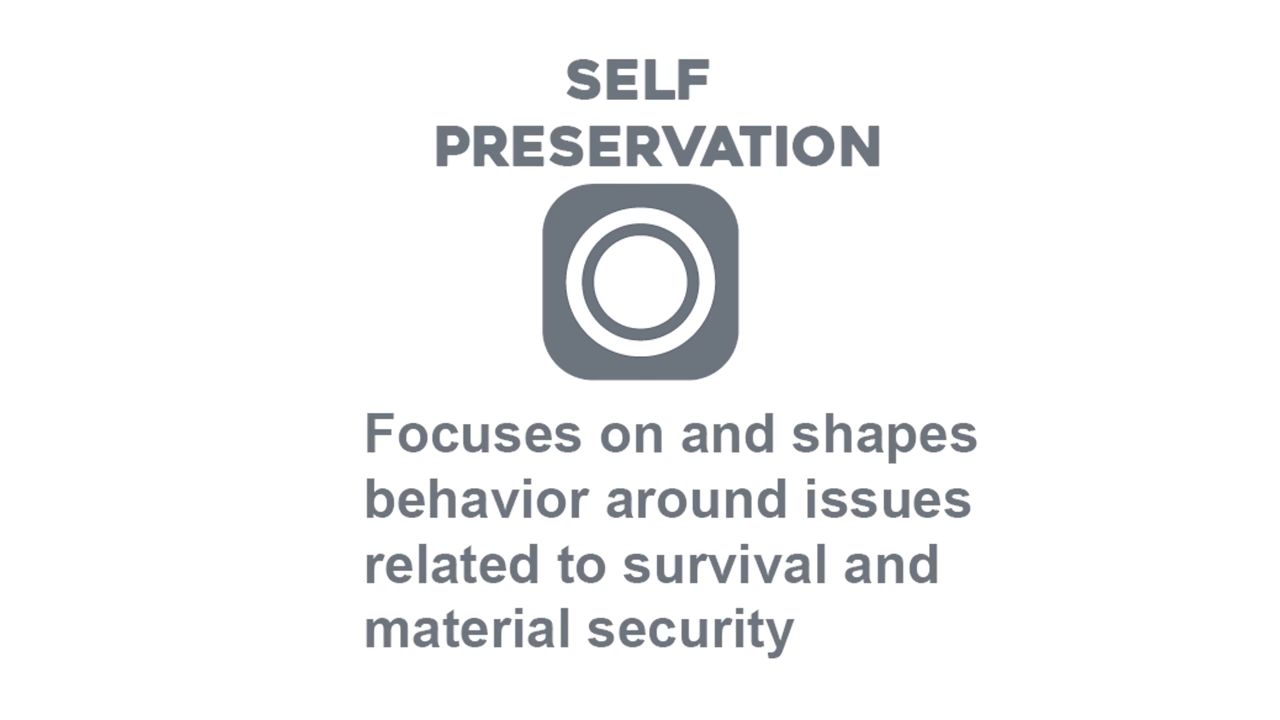 SELF
PRESERVATION
Focuses on and shapes
behavior around issues
related to survival and
material security